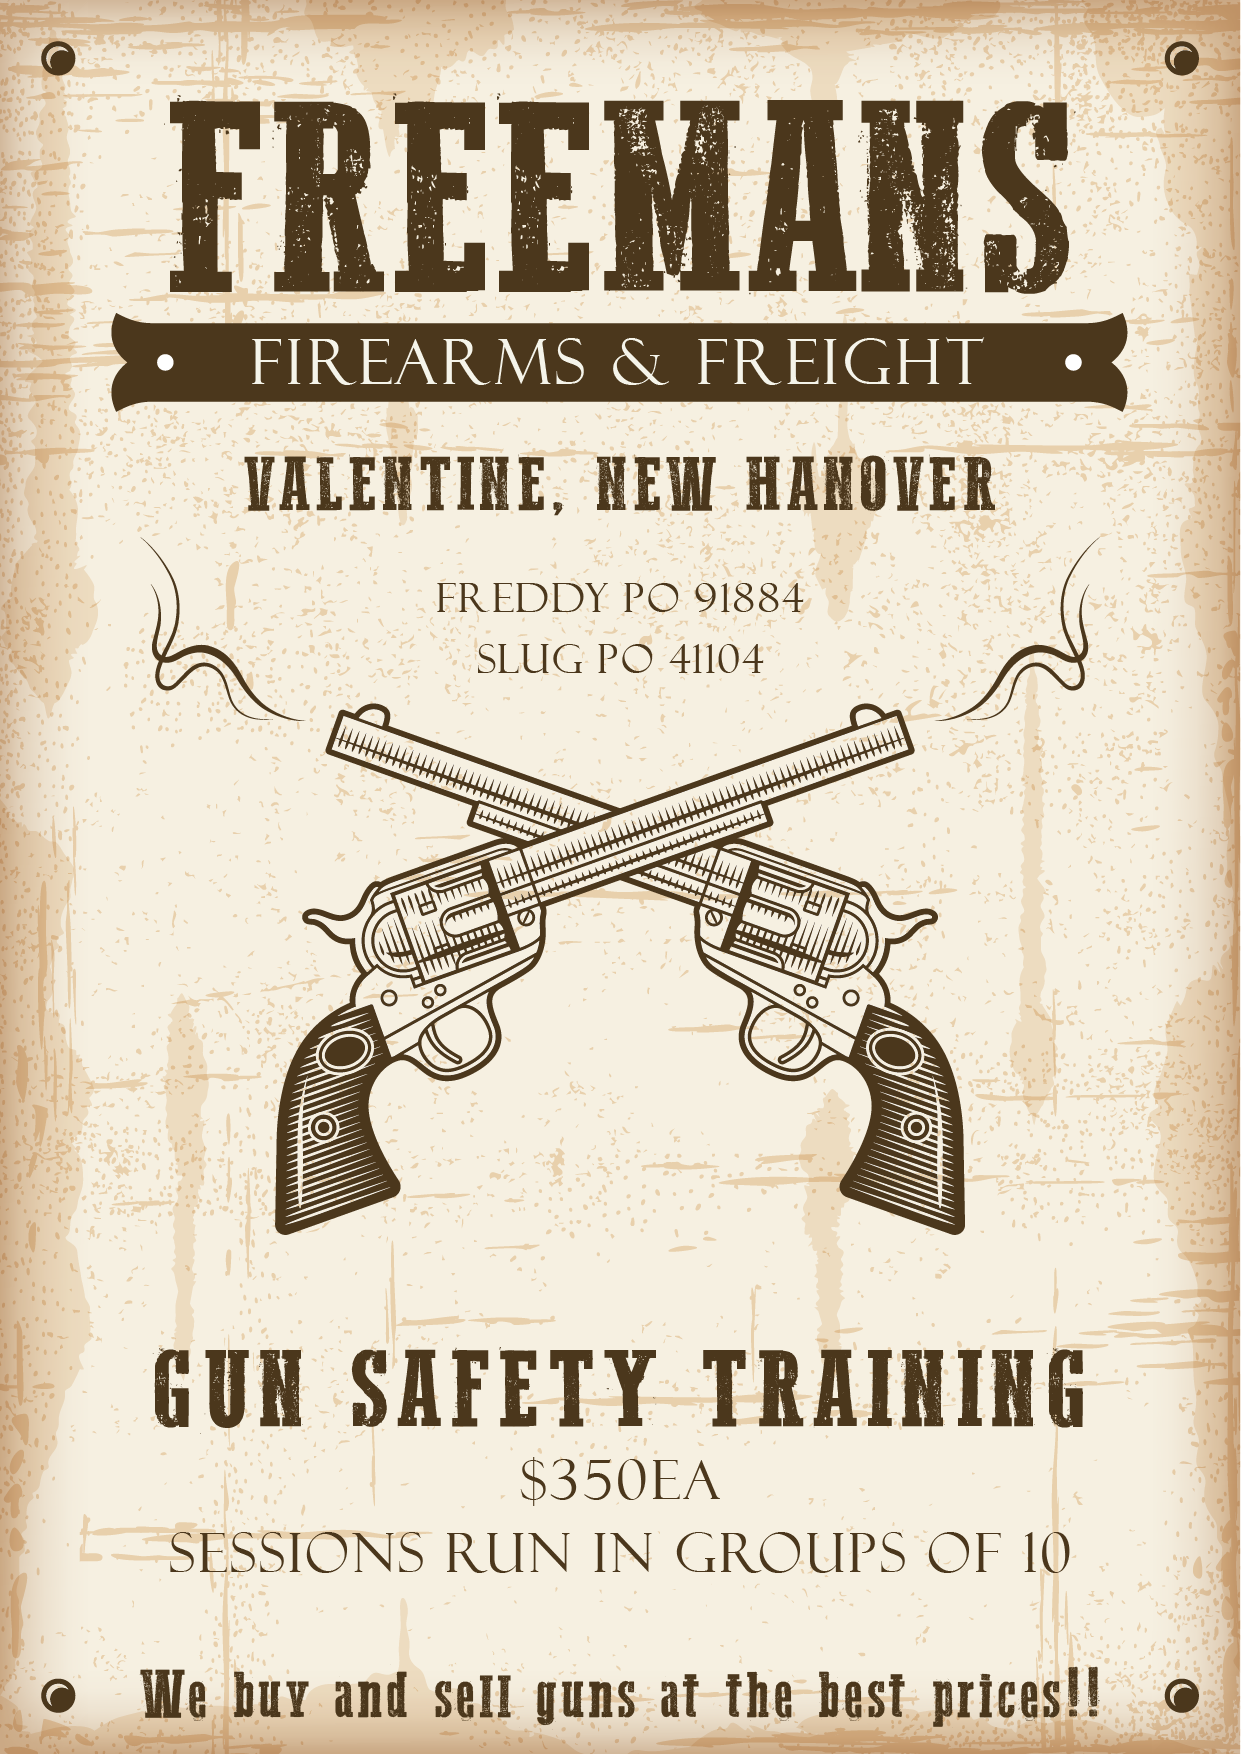 FREEMANS
FIREARMS & FREIGHT
VALENTINE, NEW HANOVER
FREDDY PO 91884
SLUG PO 41104
GUN SAFETY TRAINING
$350EA
SESSIONS RUN IN GROUPS OF 10
We buy and sell guns at the best prices!!